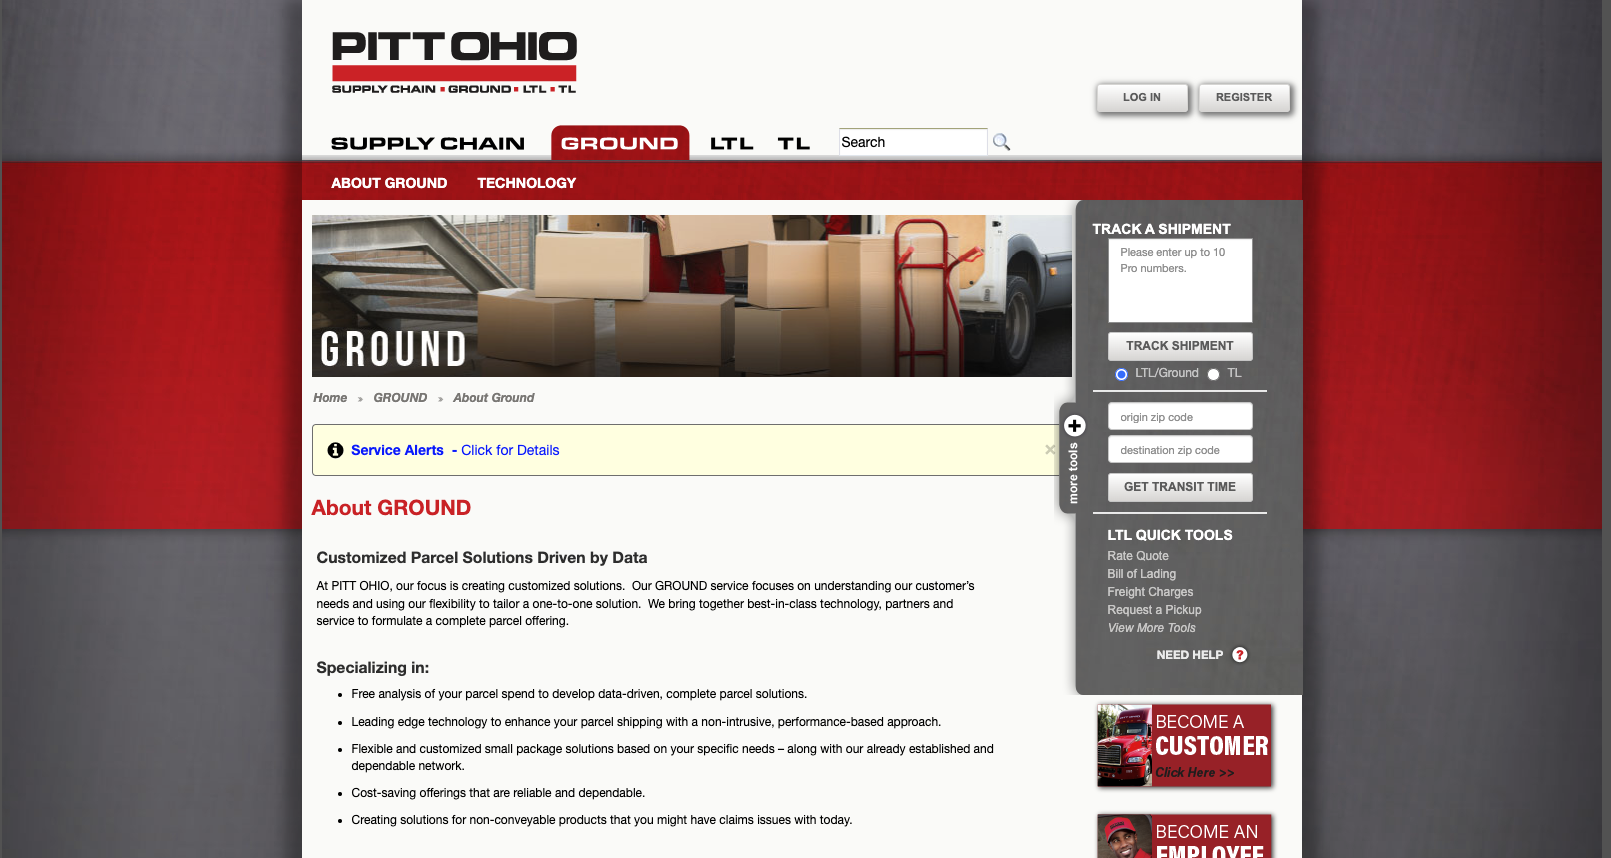 PITT OHIO
SUPPLY CHAIN ▪ GROUND ▪ LTL ▪ TL
LOG IN
REGISTER
SUPPLY CHAIN
GROUND
LTL
TL
Search
ABOUT GROUND
TECHNOLOGY
GROUND
Home » GROUND » About Ground
Service Alerts - Click for Details
×
About GROUND
Customized Parcel Solutions Driven by Data
At PITT OHIO, our focus is creating customized solutions. Our GROUND service focuses on understanding our customer's
needs and using our flexibility to tailor a one-to-one solution. We bring together best-in-class technology, partners and
service to formulate a complete parcel offering.
Specializing in:
• Free analysis of your parcel spend to develop data-driven, complete parcel solutions.
• Leading edge technology to enhance your parcel shipping with a non-intrusive, performance-based approach.
• Flexible and customized small package solutions based on your specific needs – along with our already established and
dependable network.
• Cost-saving offerings that are reliable and dependable.
• Creating solutions for non-conveyable products that you might have claims issues with today.
more tools
TRACK A SHIPMENT
Please enter up to 10
Pro numbers.
TRACK SHIPMENT
LTL/Ground
TL
origin zip code
destination zip code
GET TRANSIT TIME
LTL QUICK TOOLS
Rate Quote
Bill of Lading
Freight Charges
Request a Pickup
View More Tools
NEED HELP ?
BECOME A
CUSTOMER
Click Here >>
BECOME AN
EMPLOYEE